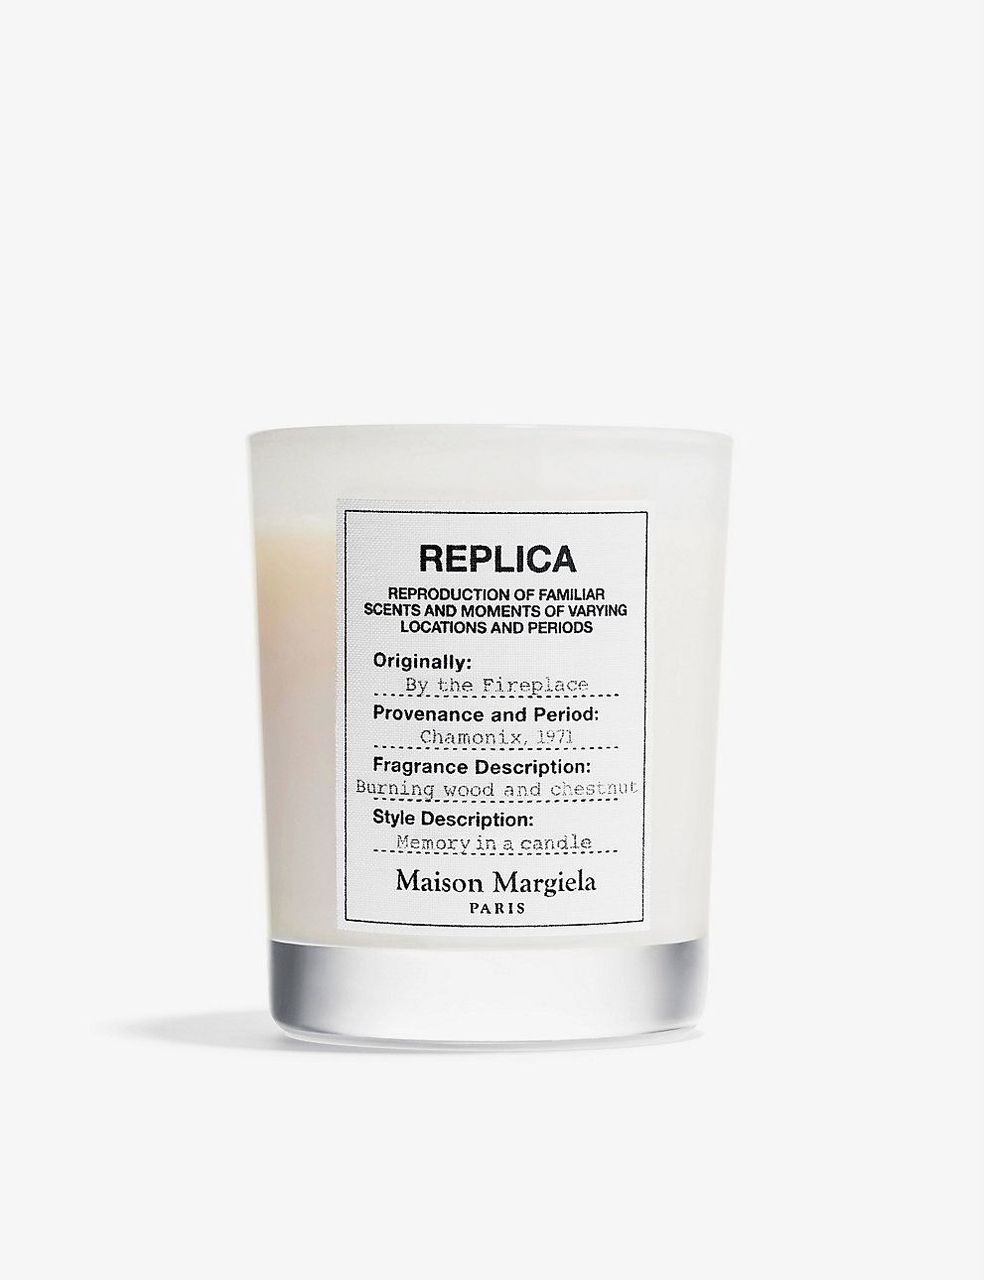 REPLICA
REPRODUCTION OF FAMILIAR
SCENTS AND MOMENTS OF VARYING
LOCATIONS AND PERIODS
Originally:
By the Fireplace
Provenance and Period:
Chamonix, 1971
Fragrance Description:
Burning wood and chestnut
Style Description:
Memory in a candle
Maison Margiela
PARIS